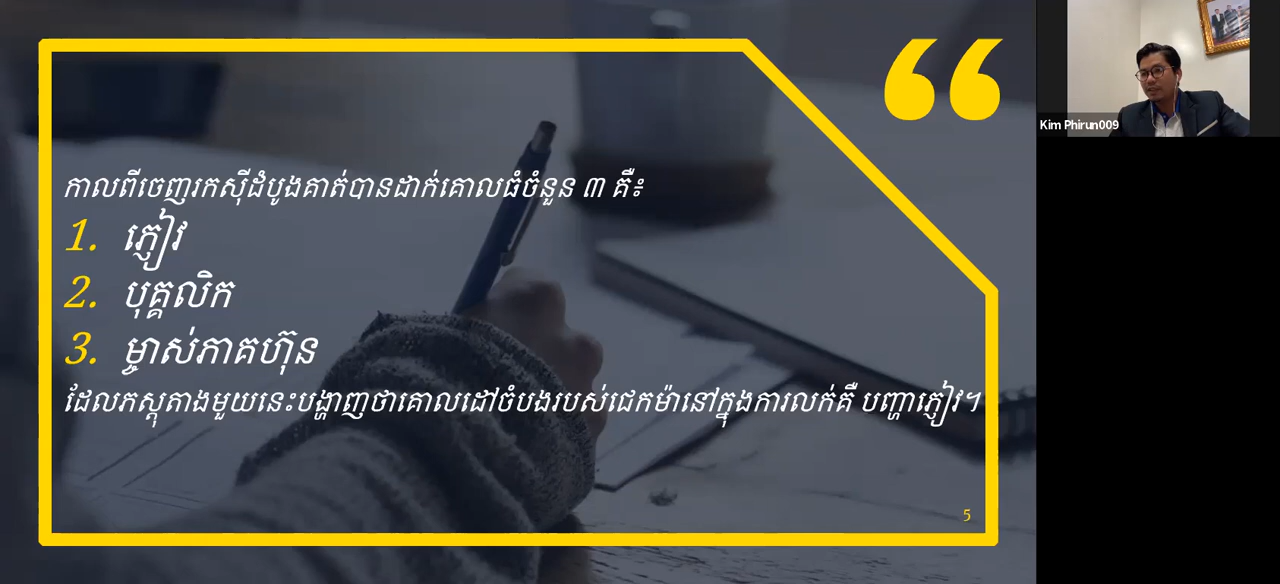 កាលពីចេញរកស៊ីដំបូងគាត់បានដាក់គោលធំចំនួន ៣ គឺ៖
1. ភ្ញៀវ
2. បុគ្គលិក
3. ម្ចាស់ភាគហ៊ុន
ដែលភស្តុតាងមួយនេះបង្ហាញថាគោលដៅចំបងរបស់ជេកម៉ានៅក្នុងការលក់គឺ បញ្ហាភ្ញៀវ។
5
Kim Phirun009